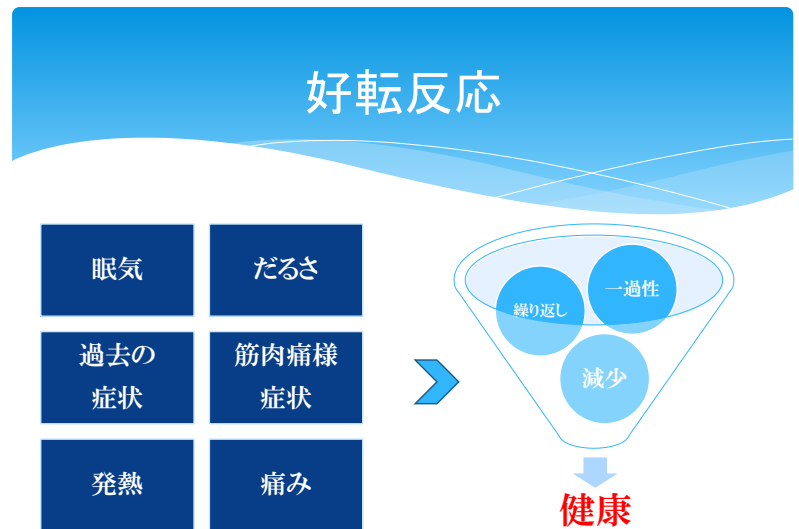 好転反応
眠気
だるさ
過去の
症状
筋肉痛様
症状
発熱
痛み
繰り返し
一過性
減少
健康